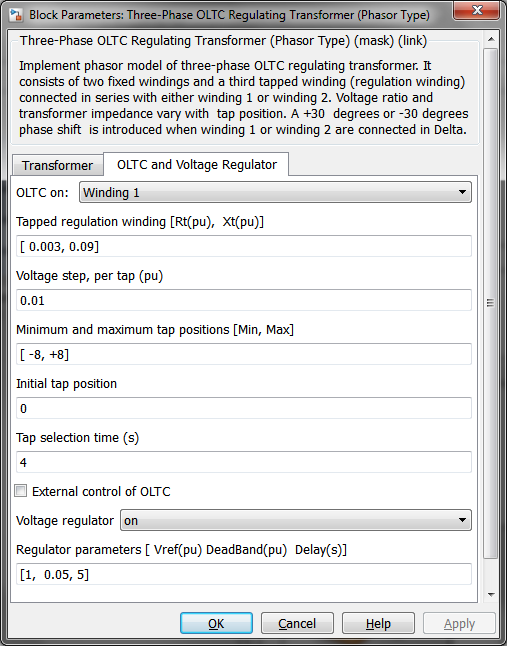 Block Parameters: Three-Phase OLTC Regulating Transformer (Phasor Type)
Three-Phase OLTC Regulating Transformer (Phasor Type) (mask) (link)
Implement phasor model of three-phase OLTC regulating transformer. It
consists of two fixed windings and a third tapped winding (regulation winding)
connected in series with either winding 1 or winding 2. Voltage ratio and
transformer impedance vary with tap position. A +30 degrees or -30 degrees
phase shift is introduced when winding 1 or winding 2 are connected in Delta.
Transformer OLTC and Voltage Regulator
OLTC on: Winding 1
Tapped regulation winding [Rt(pu), Xt(pu)]
[ 0.003, 0.09]
Voltage step, per tap (pu)
0.01
Minimum and maximum tap positions [Min, Max]
[ -8, +8]
Initial tap position
0
Tap selection time (s)
4
External control of OLTC
Voltage regulator on
Regulator parameters [ Vref(pu) DeadBand(pu) Delay(s)]
[1, 0.05, 5]
OK Cancel Help Apply